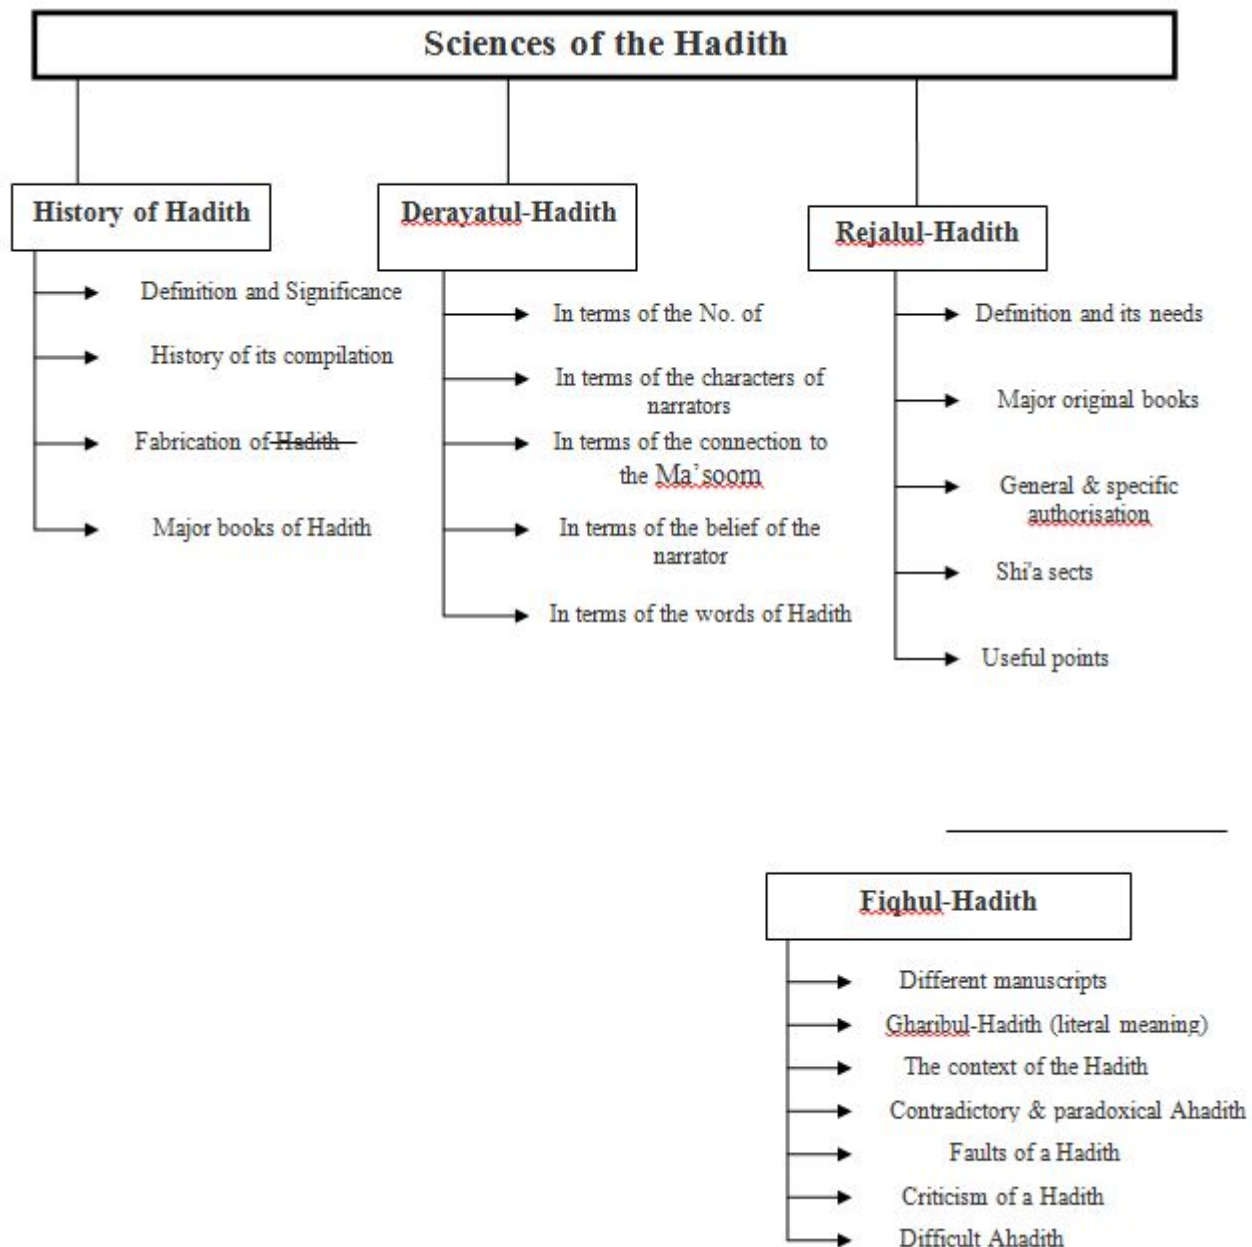 Sciences of the Hadith
History of Hadith
Definition and Significance
History of its compilation
Fabrication of Hadith
Major books of Hadith
Derayatul-Hadith
In terms of the No. of
In terms of the characters of
narrators
In terms of the connection to
the Ma'soom
In terms of the belief of the
narrator
In terms of the words of Hadith
Rejalul-Hadith
Definition and its needs
Major original books
General & specific
authorisation
Shi'a sects
Useful points
Fiqhul-Hadith
Different manuscripts
Gharibul-Hadith (literal meaning)
The context of the Hadith
Contradictory & paradoxical Ahadith
Faults of a Hadith
Criticism of a Hadith
Difficult Ahadith